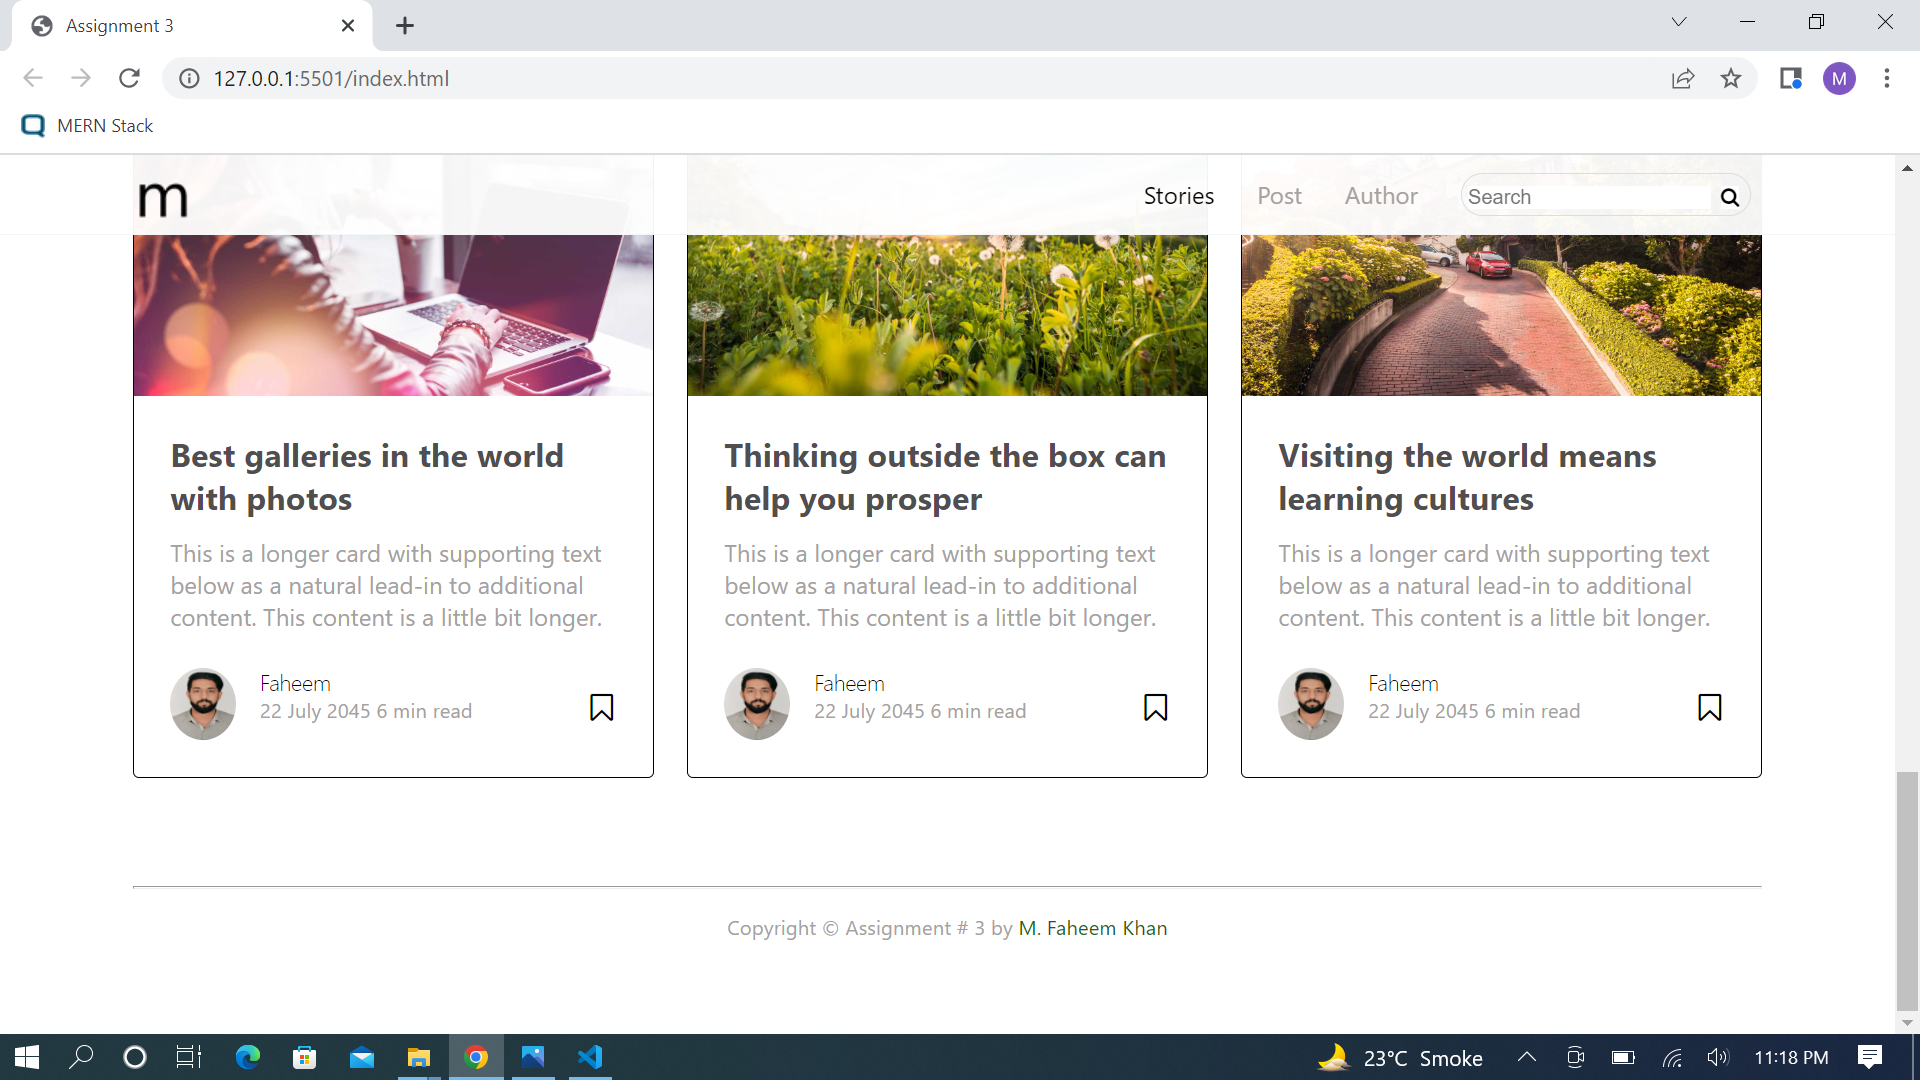 Assignment 3
127.0.0.1:5501/index.html
M
MERN Stack
m
Stories
Post
Author
Search
Best galleries in the world
with photos
This is a longer card with supporting text
below as a natural lead-in to additional
content. This content is a little bit longer.
Faheem
22 July 2045 6 min read
Thinking outside the box can
help you prosper
This is a longer card with supporting text
below as a natural lead-in to additional
content. This content is a little bit longer.
Faheem
22 July 2045 6 min read
Visiting the world means
learning cultures
This is a longer card with supporting text
below as a natural lead-in to additional
content. This content is a little bit longer.
Faheem
22 July 2045 6 min read
Copyright © Assignment # 3 by M. Faheem Khan
23°C Smoke
11:18 PM